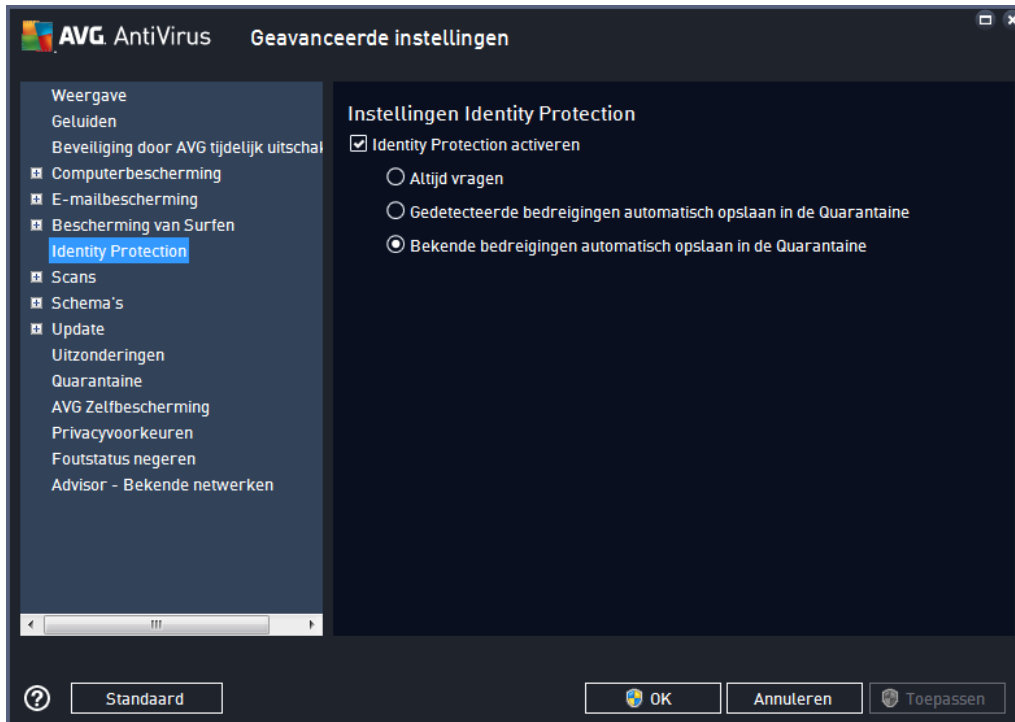 AVG. AntiVirus Geavanceerde instellingen
Weergave
Geluiden
Beveiliging door AVG tijdelijk uitschak
Computerbescherming
E-mailbescherming
Bescherming van Surfen
Identity Protection
Scans
Schema's
Update
Uitzonderingen
Quarantaine
AVG Zelfbescherming
Privacyvoorkeuren
Foutstatus negeren
Advisor - Bekende netwerken
Instellingen Identity Protection
Identity Protection activeren
Altijd vragen
Gedetecteerde bedreigingen automatisch opslaan in de Quarantaine
Bekende bedreigingen automatisch opslaan in de Quarantaine
? Standaard OK Annuleren Toepassen